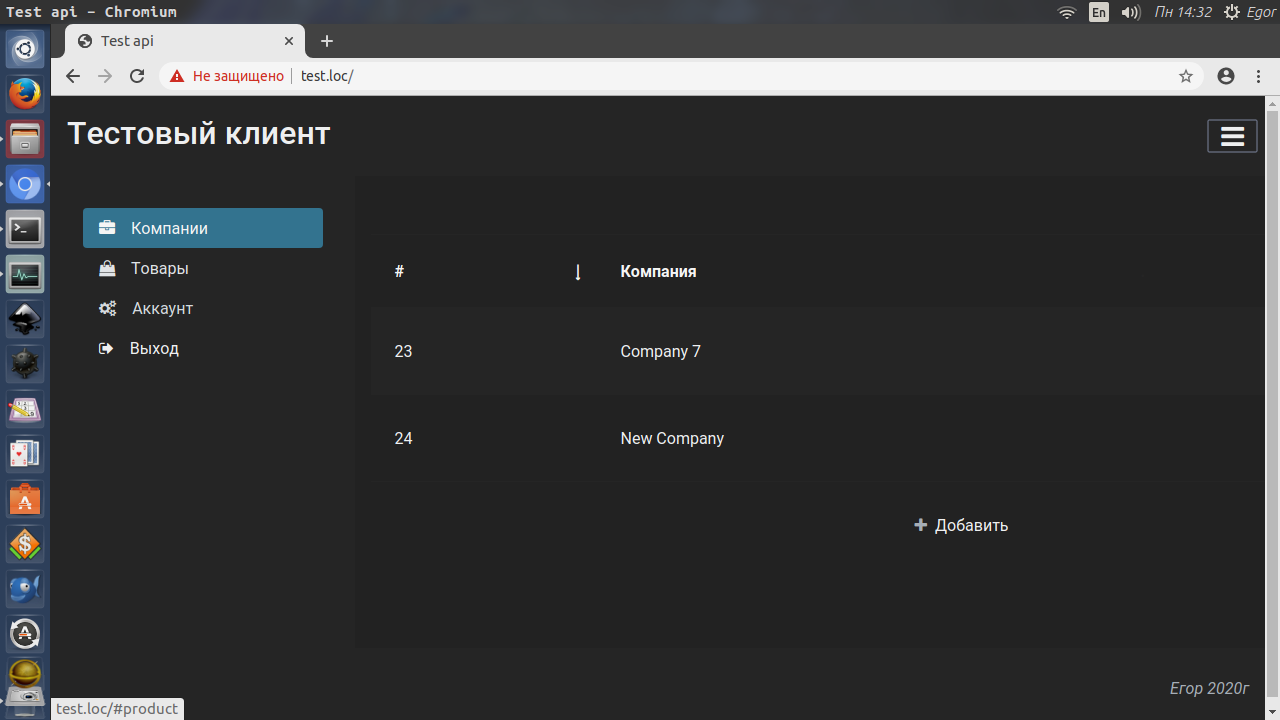 Test api - Chromium
En
Пн 14:32
Egor
Test api
Не защищено
test.loc/
Тестовый клиент
Компании
Товары
Аккаунт
Выход
# Компания
23 Company 7
24 New Company
Добавить
Егор 2020г
test.loc/#product